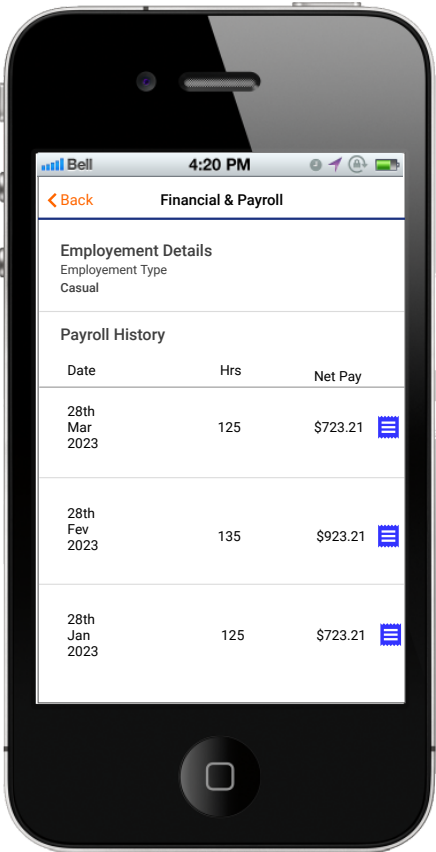 Bell 4:20 PM
Back Financial & Payroll
Employement Details
Employement Type
Casual
Payroll History
Date Hrs Net Pay
28th
Mar
2023
125 $723.21
28th
Fev
2023
135 $923.21
28th
Jan
2023
125 $723.21